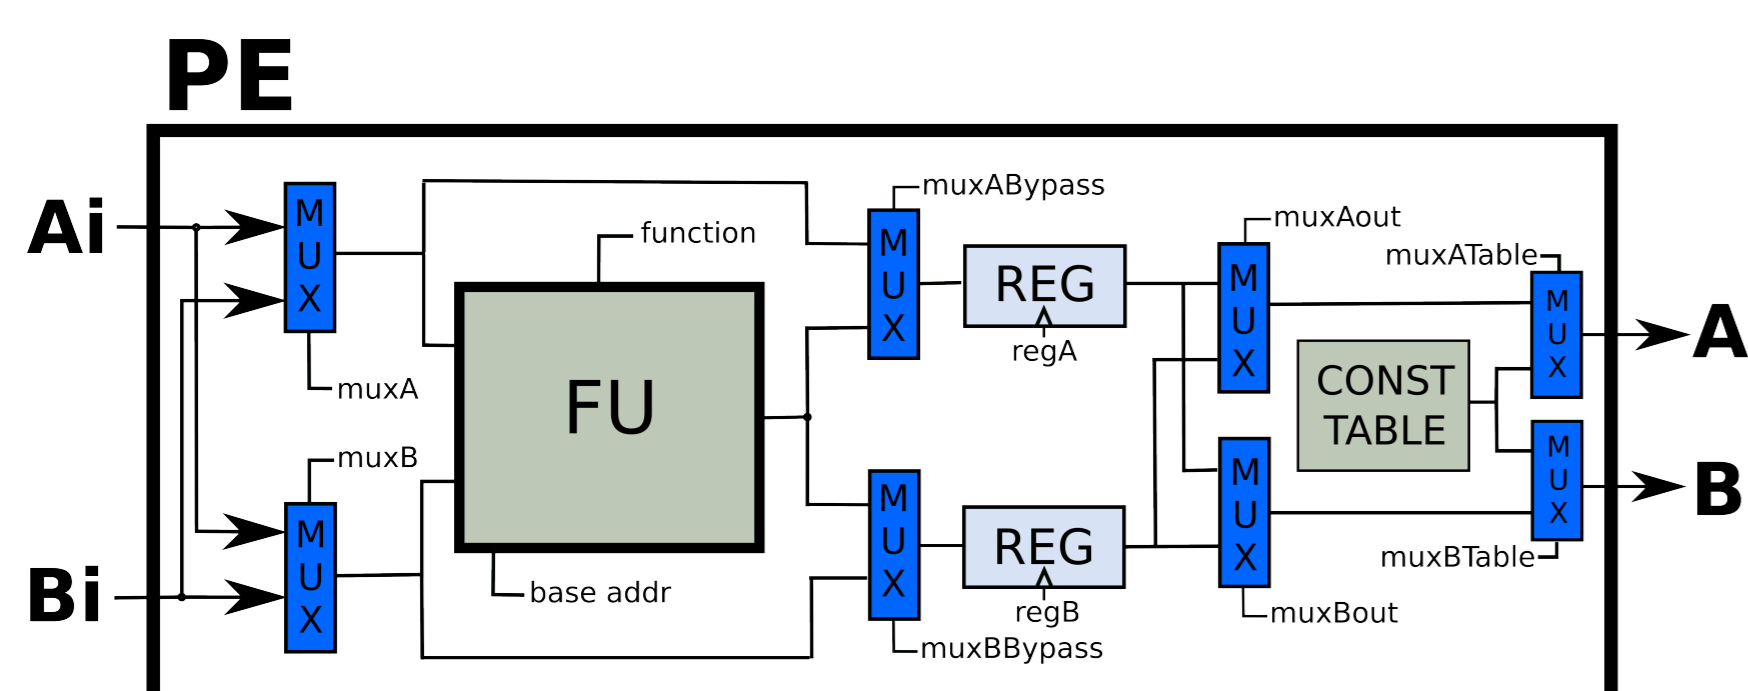 PE
Ai
Bi
MUX
muxA
muxB
MUX
function
FU
base addr
muxABypass
MUX
REG
regA
MUX
REG
regB
muxBBypass
muxAout
MUX
MUX
muxBout
CONST
TABLE
muxATable
MUX
MUX
muxBTable
A
B